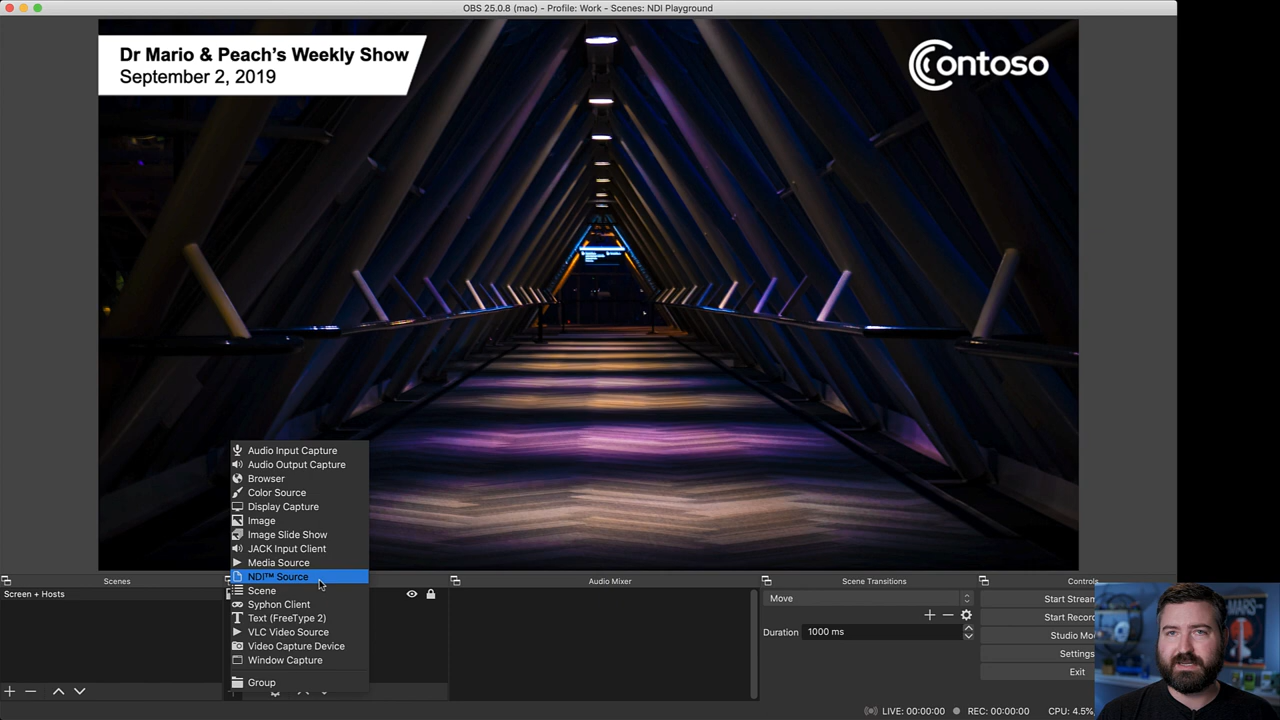 OBS 25.0.8 (mac) - Profile: Work - Scenes: NDI Playground
Dr Mario & Peach's Weekly Show
September 2, 2019
Contoso
Audio Input Capture
Audio Output Capture
Browser
Color Source
Display Capture
Image
Image Slide Show
JACK Input Client
Media Source
NDI™ Source
Scene
Syphon Client
Text (FreeType 2)
VLC Video Source
Video Capture Device
Window Capture
Group
Scenes
Screen + Hosts
Audio Mixer
Scene Transitions
Move
Duration 1000 ms
Controls
Start Stream
Start Record
Studio Mo
Settings
Exit
LIVE: 00:00:00 REC: 00:00:00 CPU: 4.5%,
MARS